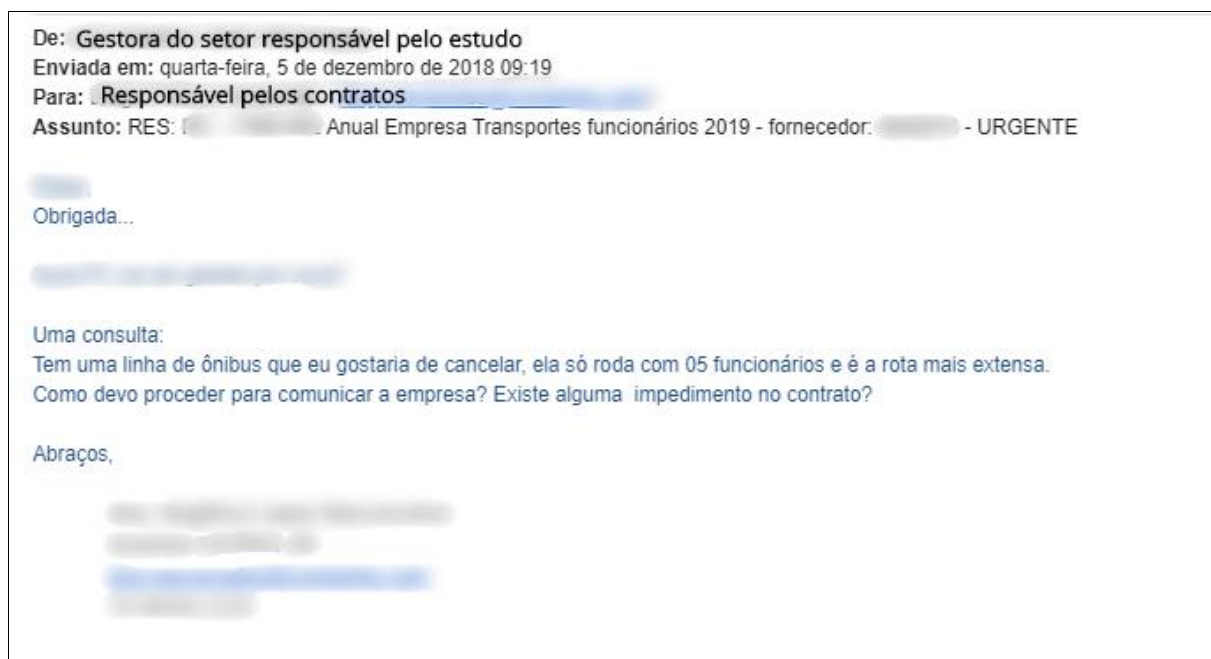 De: Gestora do setor responsável pelo estudo
Enviada em: quarta-feira, 5 de dezembro de 2018 09:19
Para: Responsável pelos contratos
Assunto: RES: Anual Empresa Transportes funcionários 2019 - fornecedor: - URGENTE
Obrigada...
Uma consulta:
Tem uma linha de ônibus que eu gostaria de cancelar, ela só roda com 05 funcionários e é a rota mais extensa.
Como devo proceder para comunicar a empresa? Existe alguma impedimento no contrato?
Abraços,